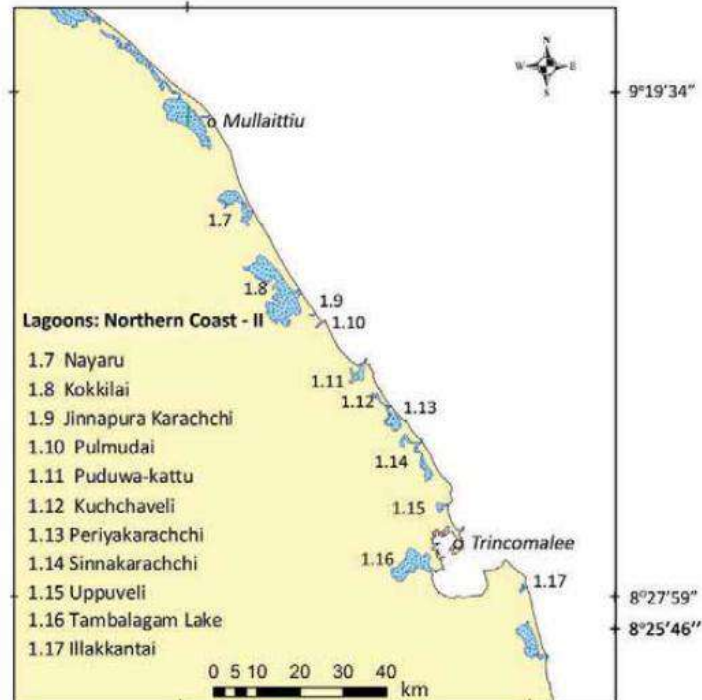 N
W E
S
9°19'34"
Mullaittiu
1.7
1.8
1.9
1.10
Lagoons: Northern Coast - II
1.7 Nayaru
1.8 Kokkilai
1.9 Jinnapura Karachchi
1.10 Pulmudai
1.11 Puduwa-kattu
1.12 Kuchchaveli
1.13 Periyakarachchi
1.14 Sinnakarachchi
1.15 Uppuveli
1.16 Tambalagam Lake
1.17 Illakkantai
1.11
1.12
1.13
1.14
1.15
Trincomalee
1.16
1.17
8°27'59"
8°25'46"
0 5 10 20 30 40
km